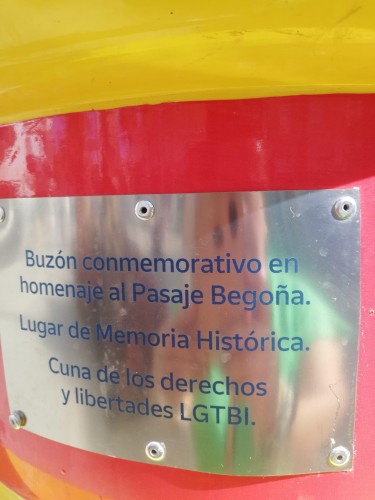 Buzón conmemorativo en
homenaje al Pasaje Begoña.
Lugar de Memoria Histórica.
Cuna de los derechos
y libertades LGTBI.